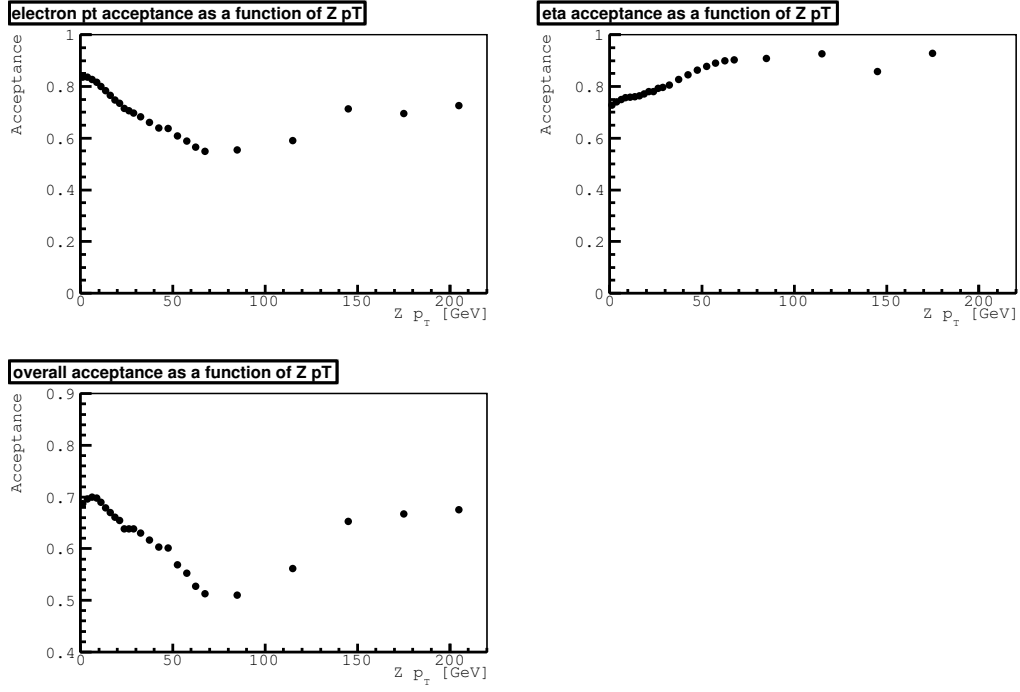 electron pt acceptance as a function of Z pT
Acceptance
1
0.8
0.6
0.4
0.2
0
0 50 100 150 200
Z p_T [GeV]
eta acceptance as a function of Z pT
Acceptance
1
0.8
0.6
0.4
0.2
0
0 50 100 150 200
Z p_T [GeV]
overall acceptance as a function of Z pT
Acceptance
0.9
0.8
0.7
0.6
0.5
0.4
0 50 100 150 200
Z p_T [GeV]